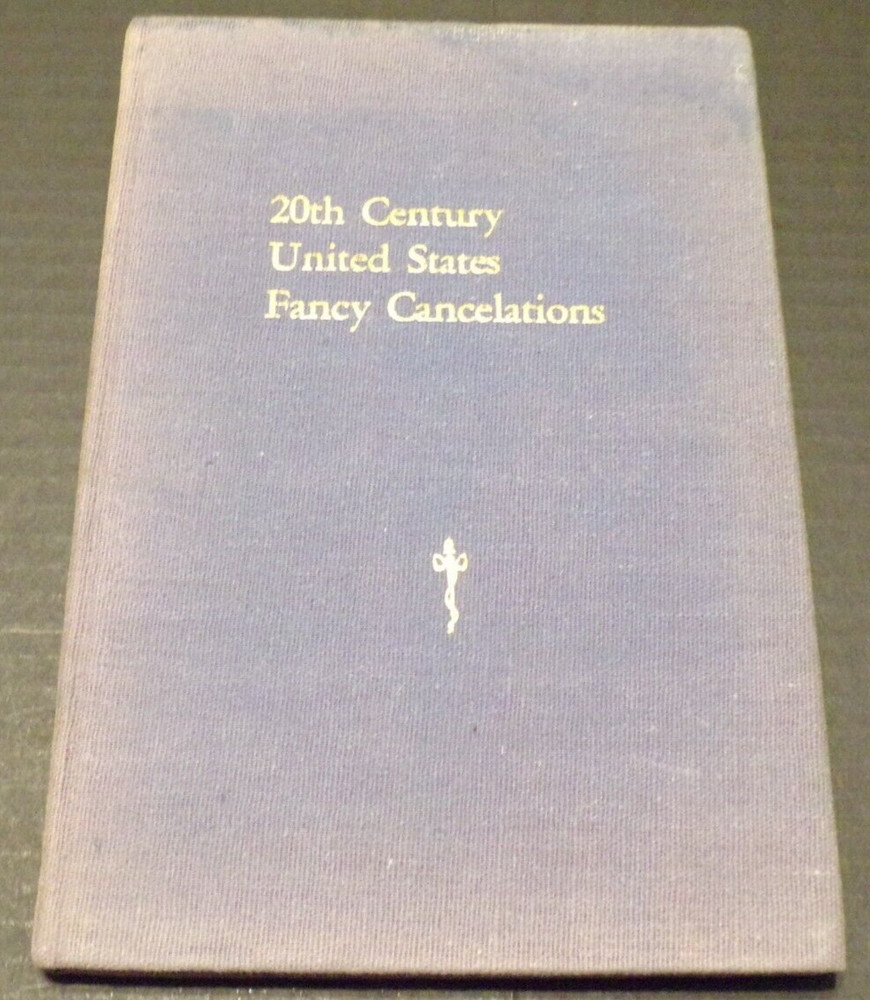 20th Century
United States
Fancy Cancelations